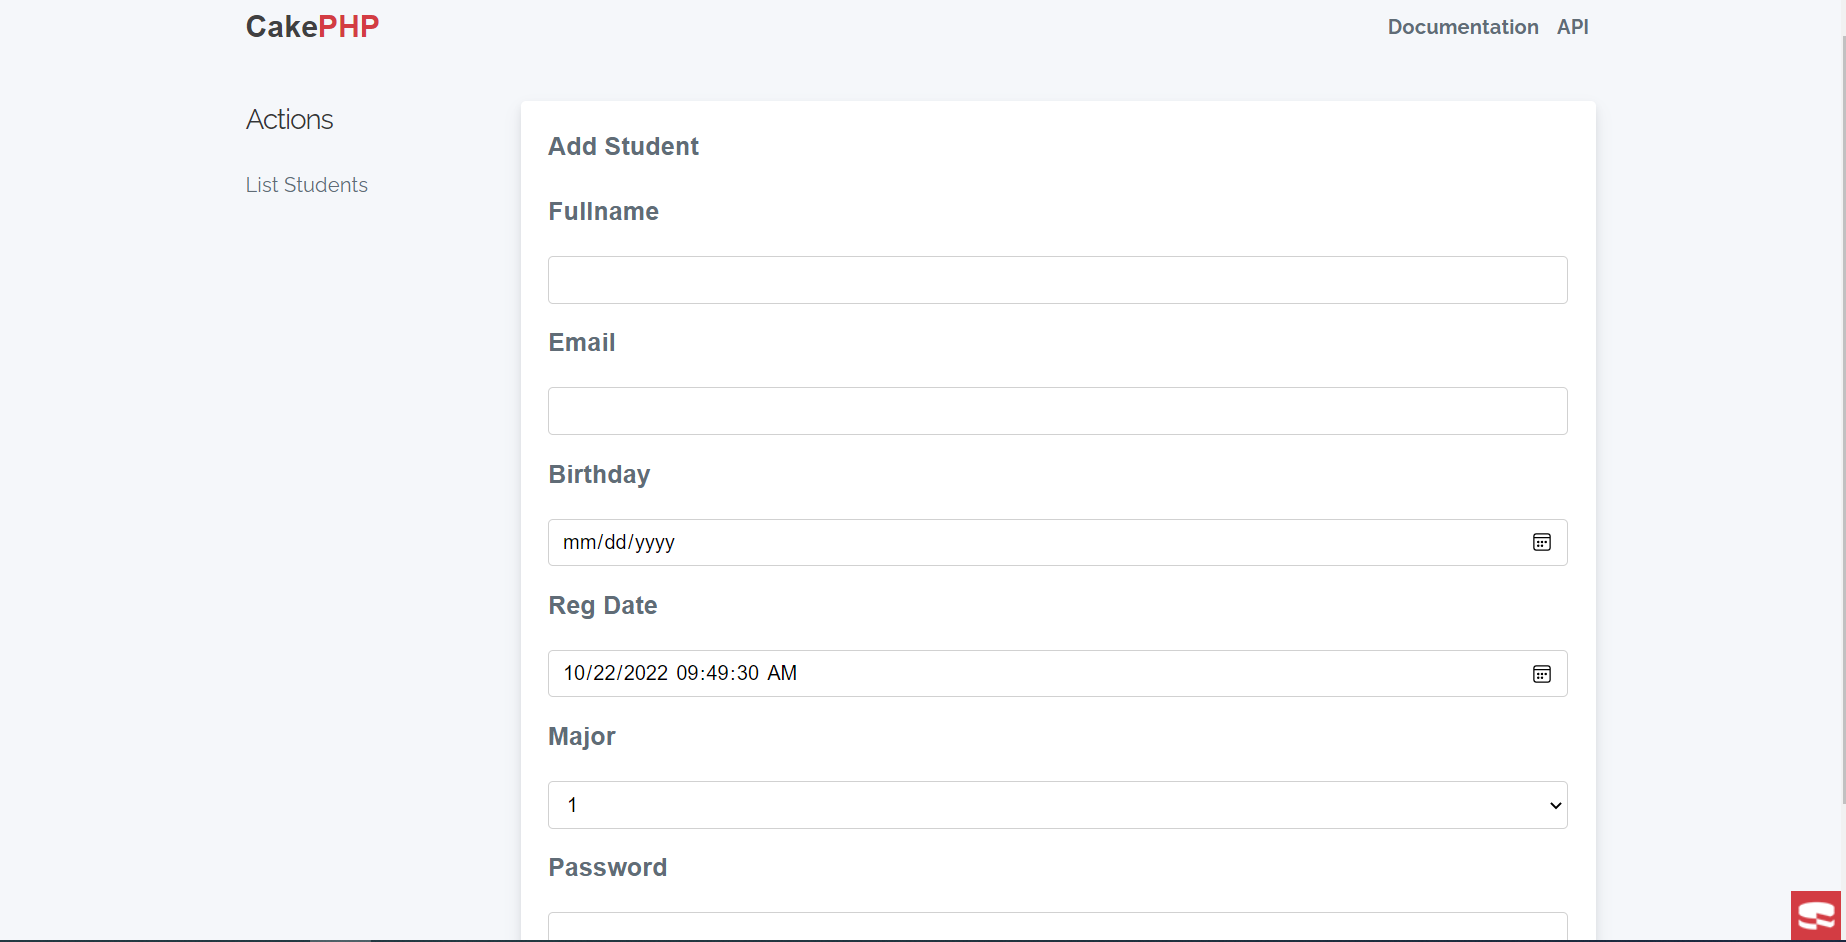 CakePHP
Documentation API
Actions
List Students
Add Student
Fullname
Email
Birthday
mm/dd/yyyy
Reg Date
10/22/2022 09:49:30 AM
Major
1
Password